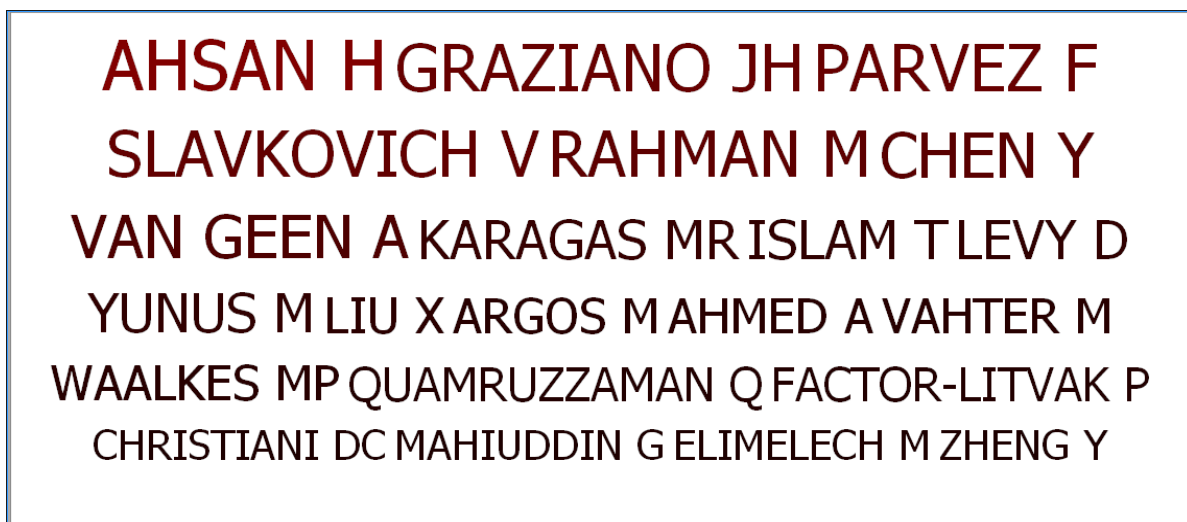 AHSAN H GRAZIANO JH PARVEZ F
SLAVKOVICH V RAHMAN M CHEN Y
VAN GEEN A KARAGAS MR ISLAM T LEVY D
YUNUS M LIU X ARGOS M AHMED A VAHTER M
WAALKES MP QUAMRUZZAMAN Q FACTOR-LITVAK P
CHRISTIANI DC MAHIUDDIN G ELIMELECH M ZHENG Y